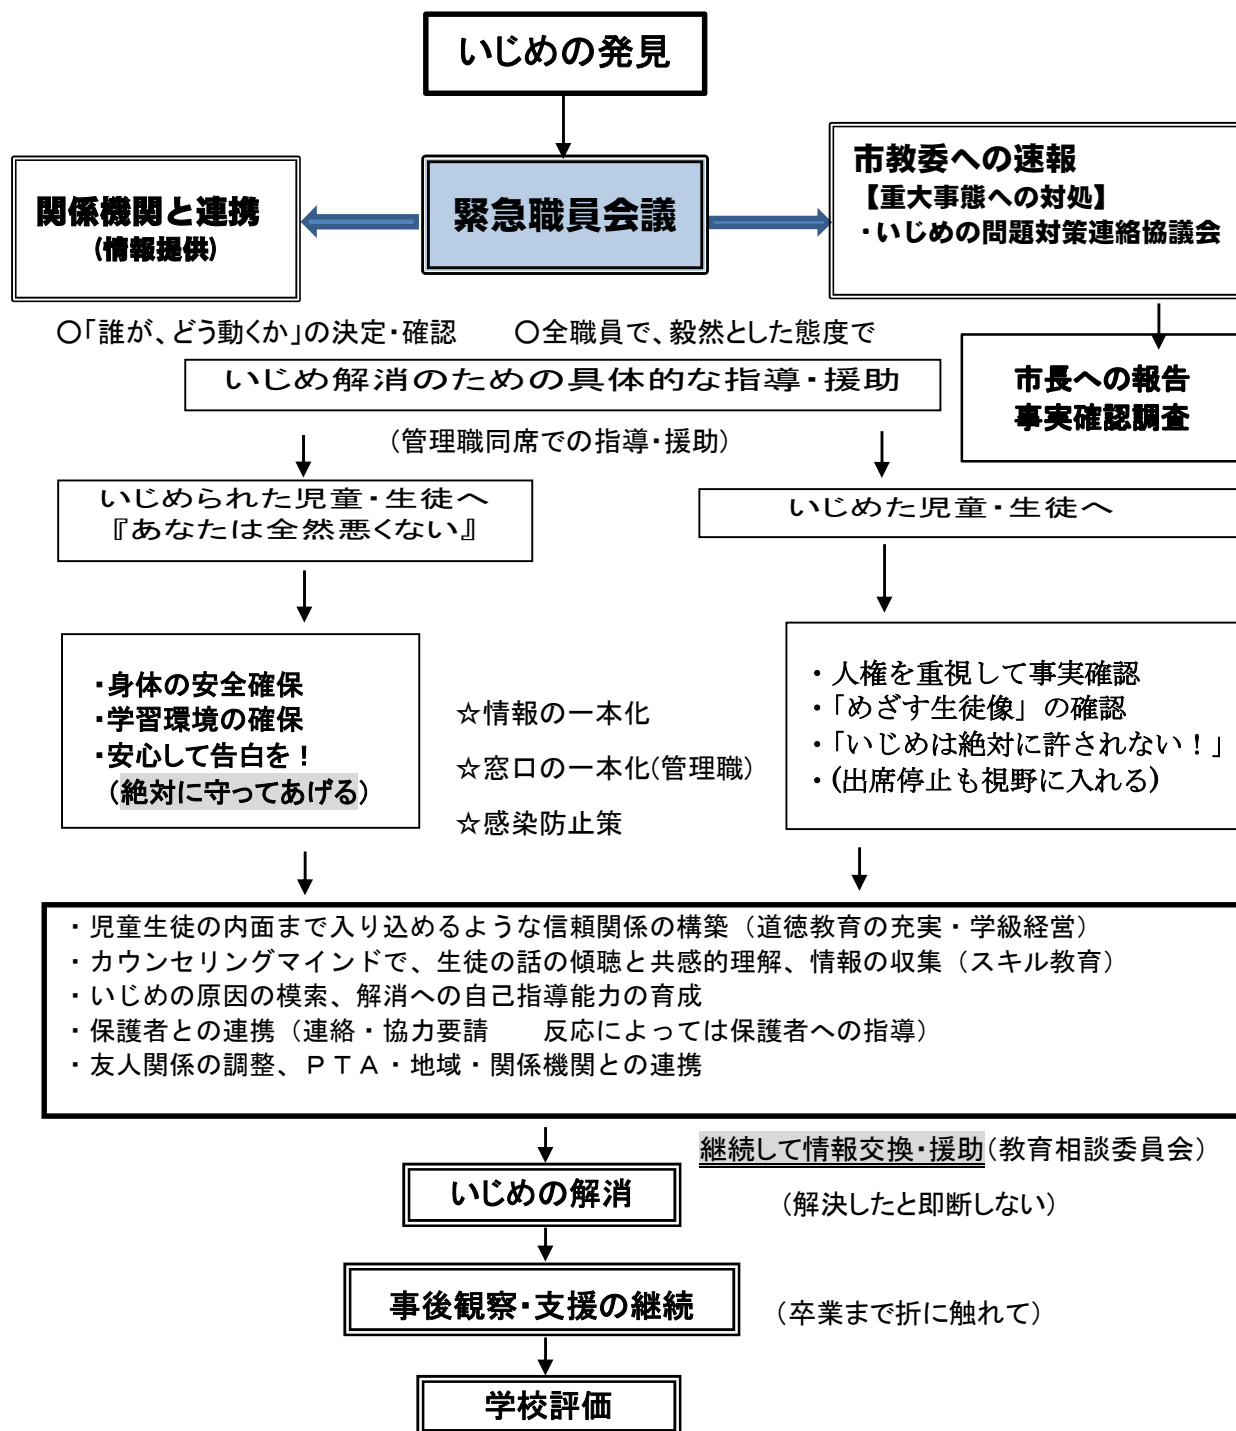 いじめの発見
緊急職員会議
関係機関と連携
(情報提供)
市教委への速報
【重大事態への対処】
・いじめの問題対策連絡協議会
〇「誰が、どう動くか」の決定・確認　　〇全職員で、毅然とした態度で
市長への報告
事実確認調査
いじめ解消のための具体的な指導・援助
(管理職同席での指導・援助)
いじめられた児童・生徒へ
『あなたは全然悪くない』
いじめた児童・生徒へ
・身体の安全確保
・学習環境の確保
・安心して告白を！
(絶対に守ってあげる)
☆情報の一本化
☆窓口の一本化(管理職)
☆感染防止策
・人権を重視して事実確認
・「めざす生徒像」の確認
・「いじめは絶対に許されない！」
・(出席停止も視野に入れる)
・児童生徒の内面まで入り込めるような信頼関係の構築（道徳教育の充実・学級経営）
・カウンセリングマインドで、生徒の話の傾聴と共感的理解、情報の収集（スキル教育）
・いじめの原因の模索、解消への自己指導能力の育成
・保護者との連携（連絡・協力要請　　反応によっては保護者への指導）
・友人関係の調整、ＰＴＡ・地域・関係機関との連携
継続して情報交換・援助(教育相談委員会)
いじめの解消
(解決したと即断しない)
事後観察・支援の継続
(卒業まで折に触れて)
学校評価